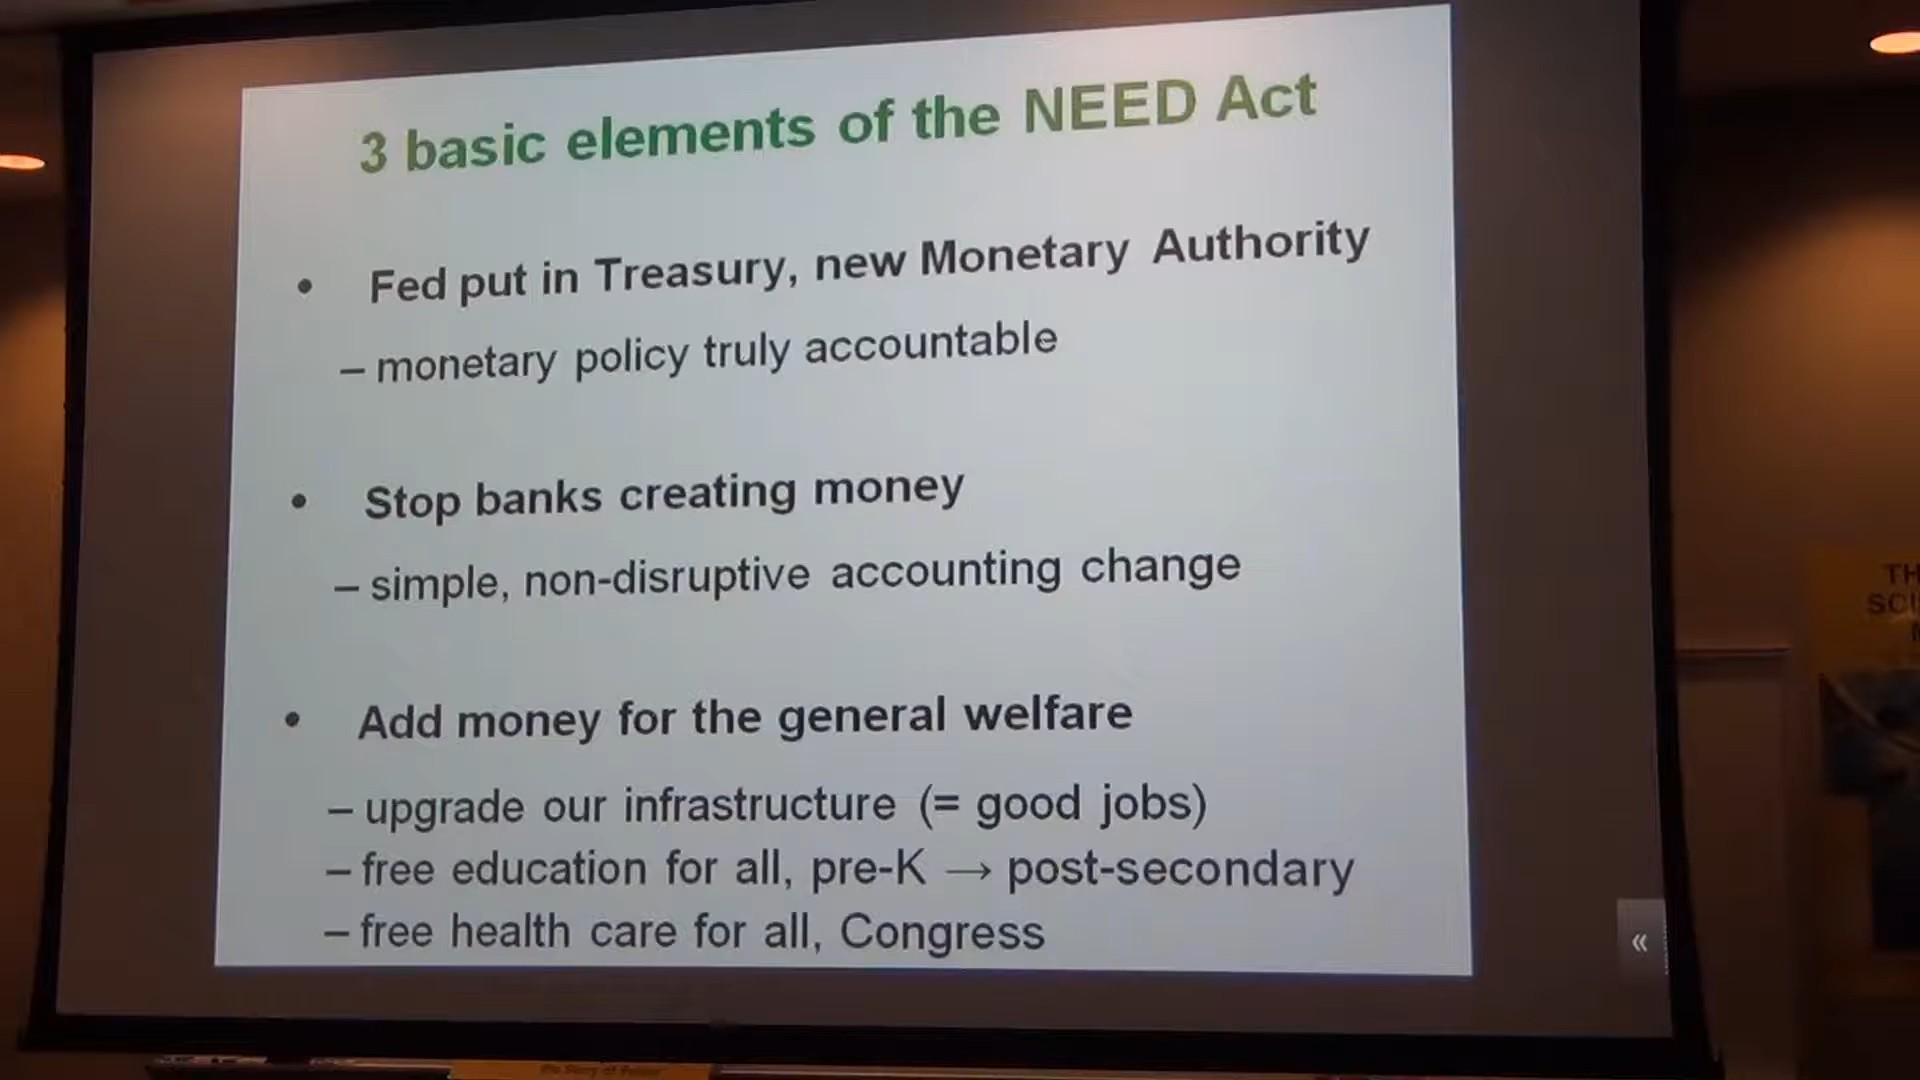 3 basic elements of the NEED Act
• Fed put in Treasury, new Monetary Authority
– monetary policy truly accountable
• Stop banks creating money
– simple, non-disruptive accounting change
• Add money for the general welfare
– upgrade our infrastructure (= good jobs)
– free education for all, pre-K → post-secondary
– free health care for all, Congress
«